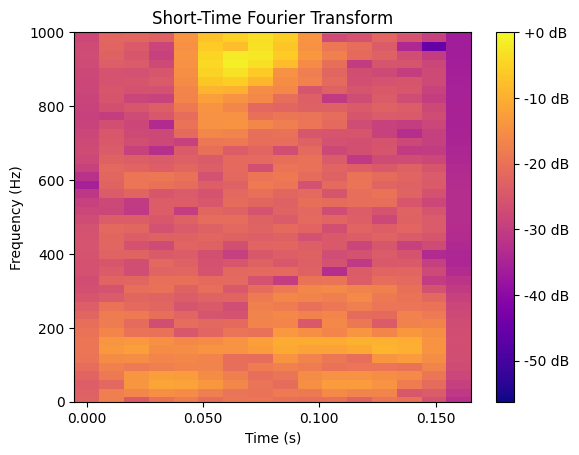 Short-Time Fourier Transform
1000
800
600
400
200
0
Frequency (Hz)
0.000
0.050
0.100
0.150
Time (s)
+0 dB
-10 dB
-20 dB
-30 dB
-40 dB
-50 dB